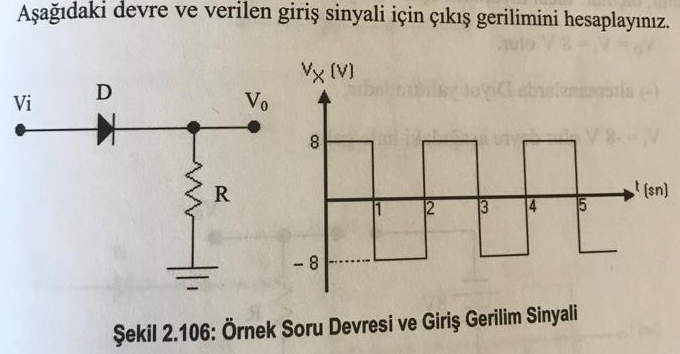 Aşağıdaki devre ve verilen giriş sinyali için çıkış gerilimini hesaplayınız.
Vx (V)
Vi
D
Vo
8
R
t (sn)
1
2
3
4
5
- 8
Şekil 2.106: Örnek Soru Devresi ve Giriş Gerilim Sinyali